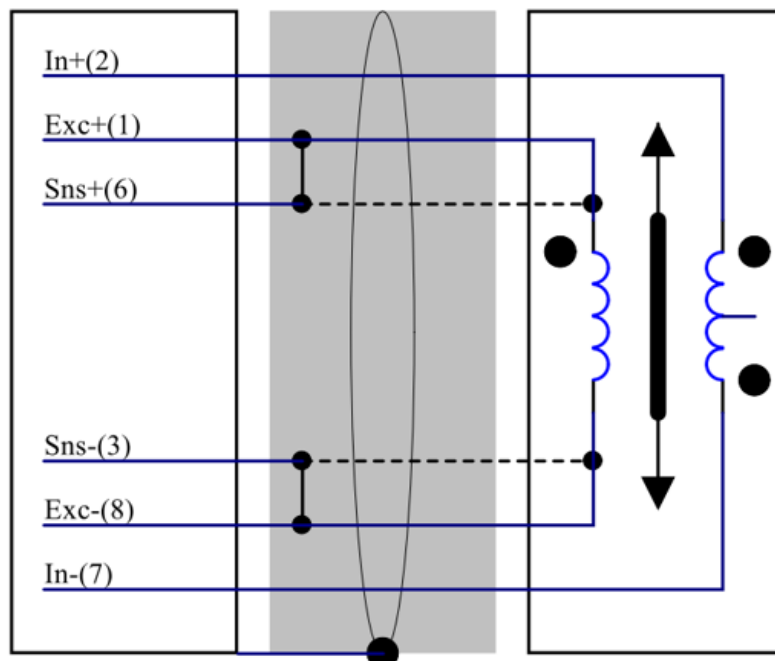 In+(2)
Exc+(1)
Sns+(6)
Sns-(3)
Exc-(8)
In-(7)